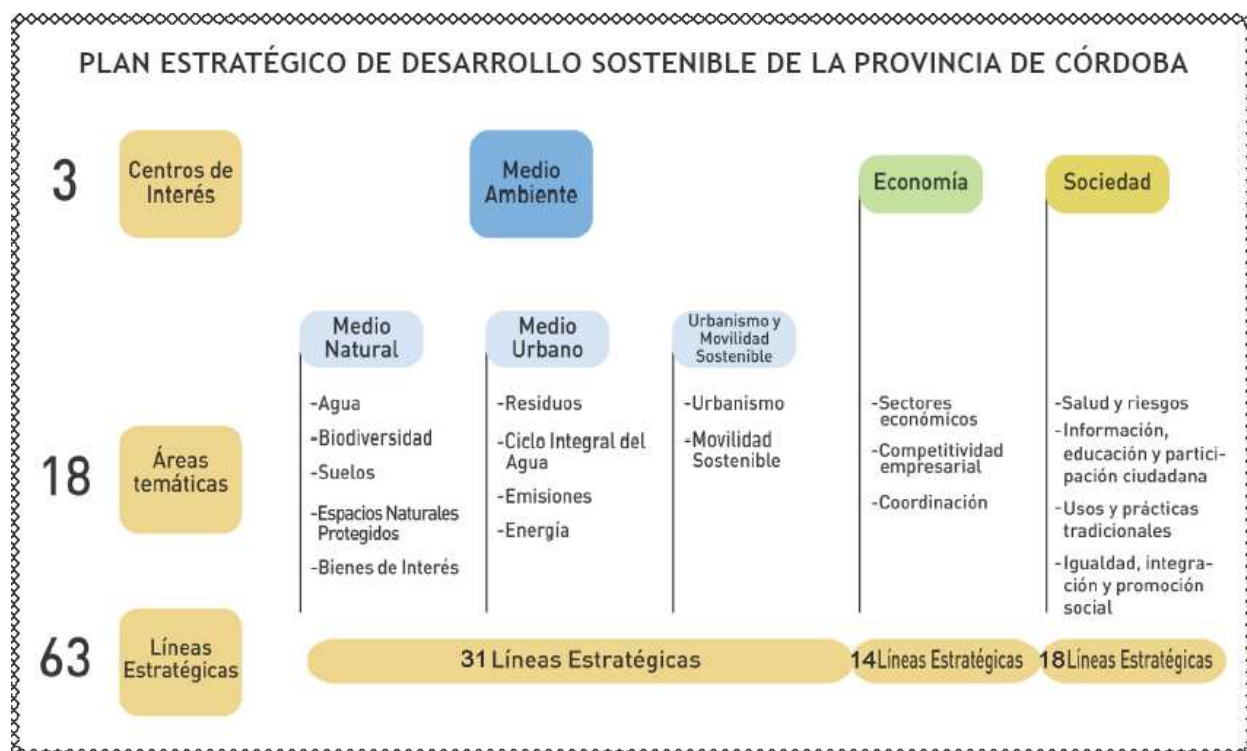 PLAN ESTRATÉGICO DE DESARROLLO SOSTENIBLE DE LA PROVINCIA DE CÓRDOBA
3
Centros de
Interés
Medio
Ambiente
Economía
Sociedad
Medio
Natural
Medio
Urbano
Urbanismo y
Movilidad
Sostenible
18
Áreas
temáticas
-Agua
-Biodiversidad
-Suelos
-Espacios Naturales
Protegidos
-Bienes de Interés
-Residuos
-Ciclo Integral del
Agua
-Emisiones
-Energía
-Urbanismo
-Movilidad
Sostenible
-Sectores
económicos
-Competitividad
empresarial
-Coordinación
-Salud y riesgos
-Información,
educación y partici-
pación ciudadana
-Usos y prácticas
tradicionales
-Igualdad, integra-
ción y promoción
social
63
Líneas
Estratégicas
31 Líneas Estratégicas
14 Líneas Estratégicas
18 Líneas Estratégicas